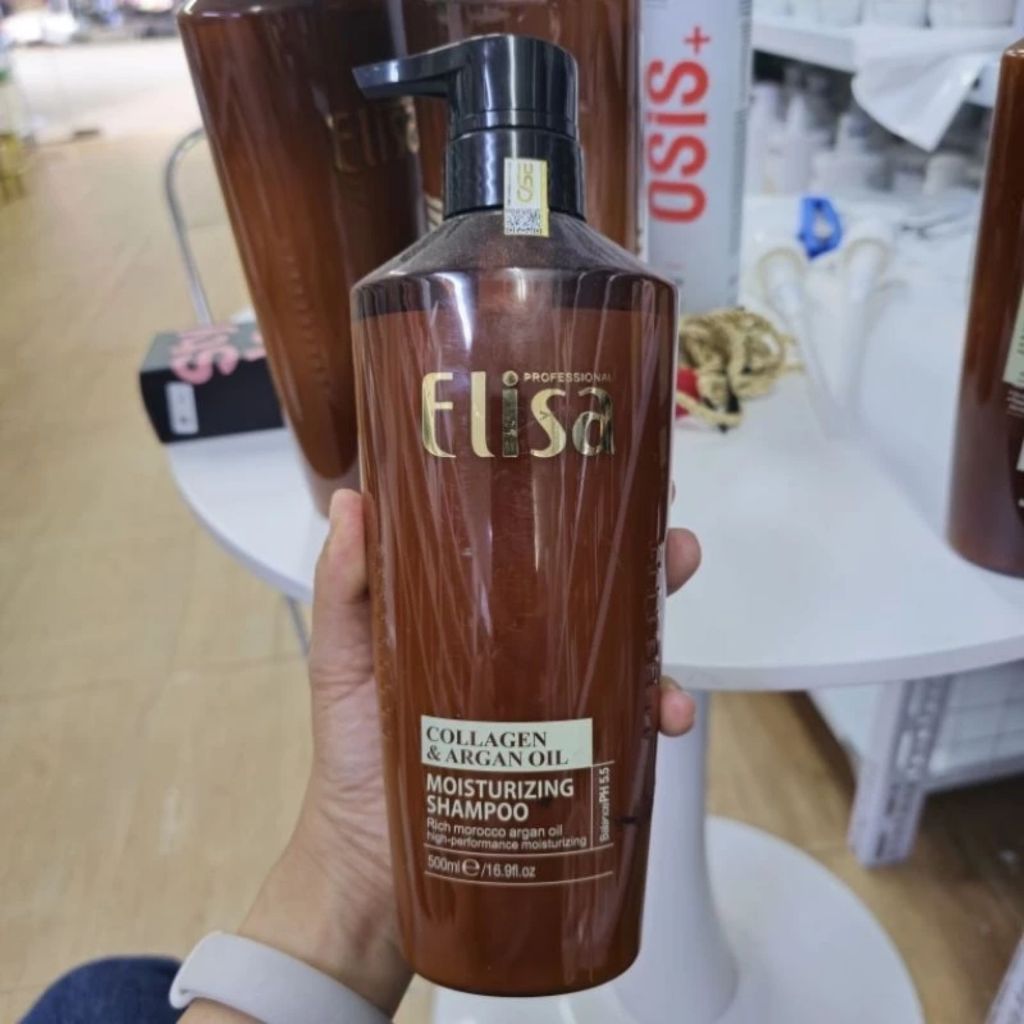 OSiS+
Eli
PROFESSIONAL
Elisa
COLLAGEN
& ARGAN OIL
MOISTURIZING
SHAMPOO
Rich morocco argan oil
high-performance moisturizing
BalancePH 5.5
500ml℮/16.9fl.oz